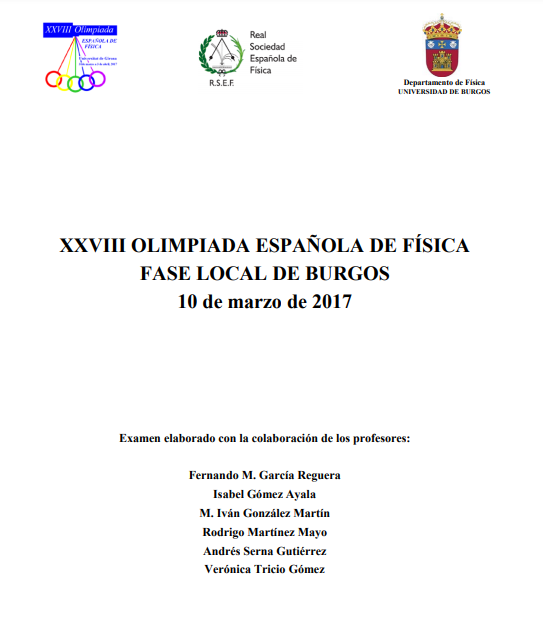 XXVIII Olimpiada
ESPAÑOLA DE
FÍSICA
Universidad de Girona
Real
Sociedad
Española de
Física
R.S.E.F.
Departamento de Física
UNIVERSIDAD DE BURGOS
XXVIII OLIMPIADA ESPAÑOLA DE FÍSICA
FASE LOCAL DE BURGOS
10 de marzo de 2017
Examen elaborado con la colaboración de los profesores:
Fernando M. García Reguera
Isabel Gómez Ayala
M. Iván González Martín
Rodrigo Martínez Mayo
Andrés Serna Gutiérrez
Verónica Tricio Gómez